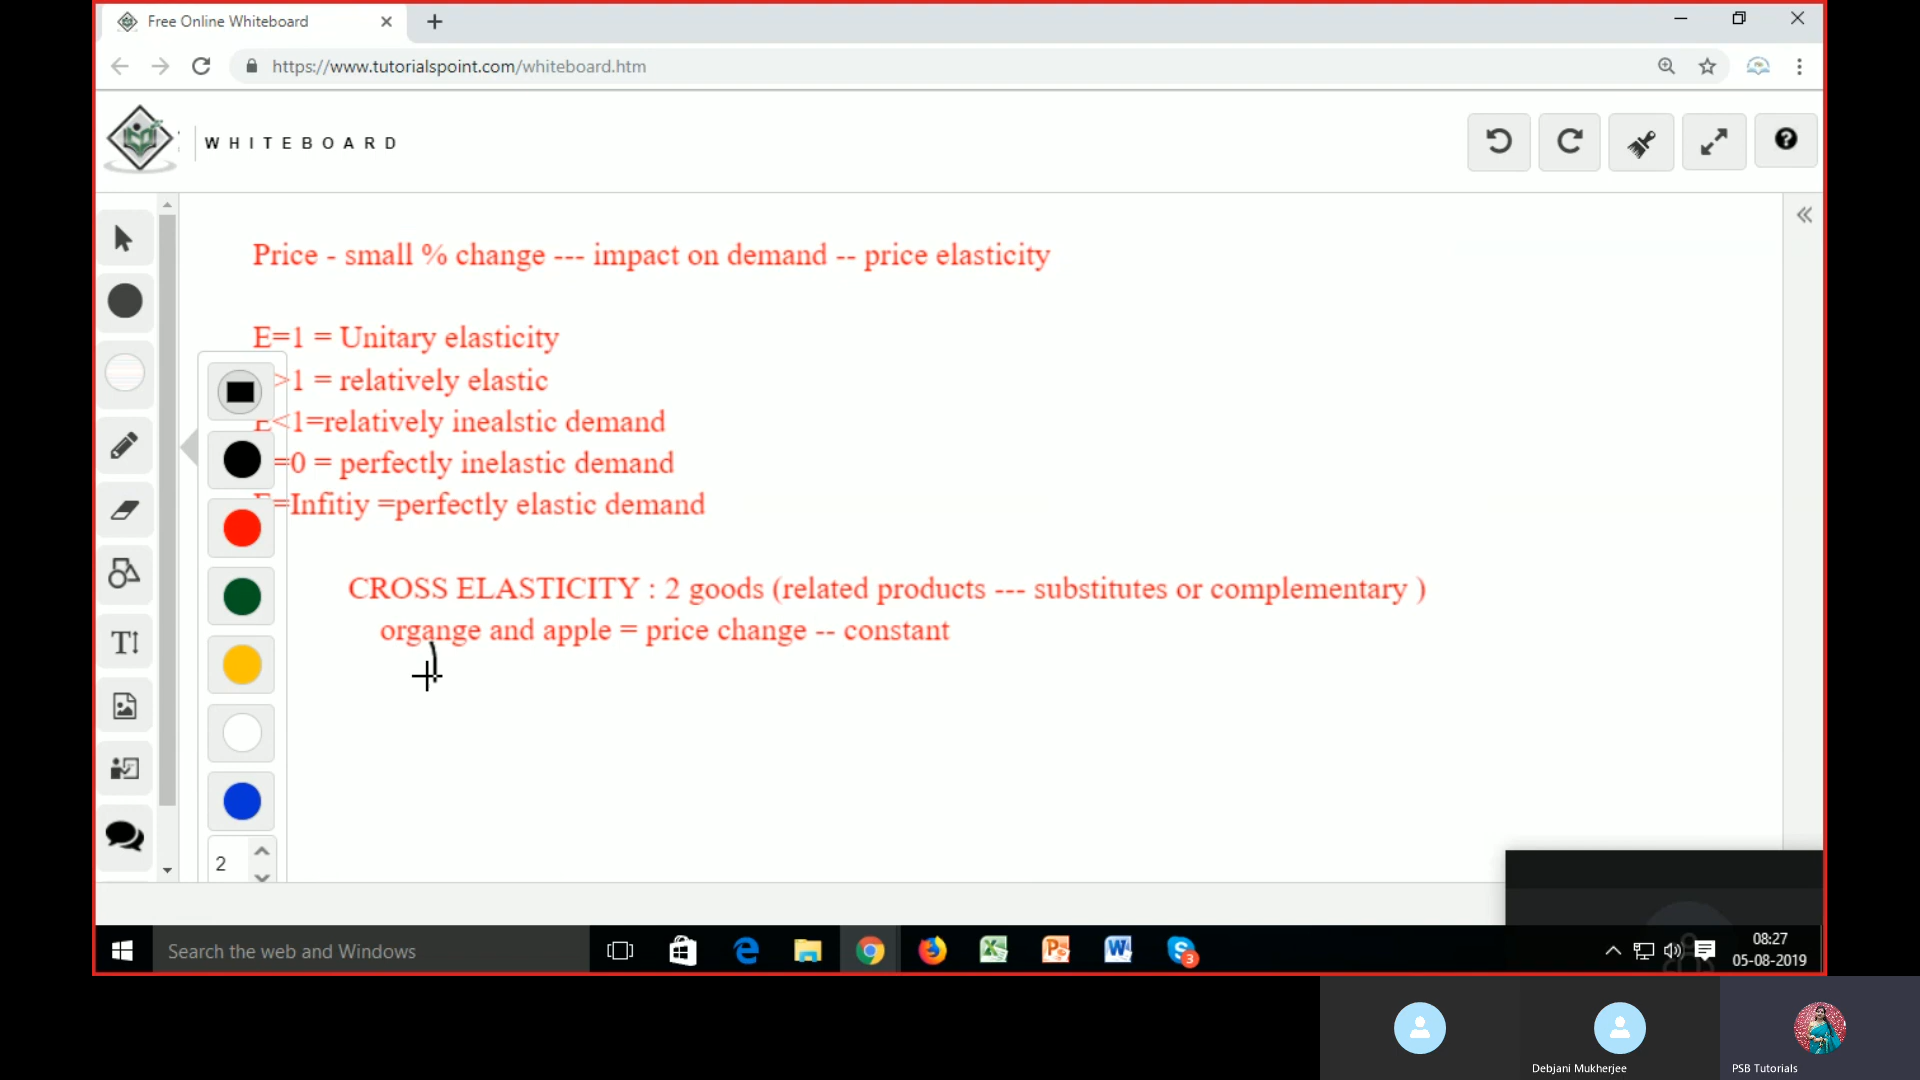 Free Online Whiteboard
https://www.tutorialspoint.com/whiteboard.htm
WHITEBOARD
Price - small % change --- impact on demand -- price elasticity
E=1 = Unitary elasticity
>1 = relatively elastic
E<1=relatively inealstic demand
=0 = perfectly inelastic demand
E=Infitiy =perfectly elastic demand
CROSS ELASTICITY : 2 goods (related products --- substitutes or complementary )
organge and apple = price change -- constant
T
2
Search the web and Windows
3
08:27
05-08-2019
Debjani Mukherjee
PSB Tutorials